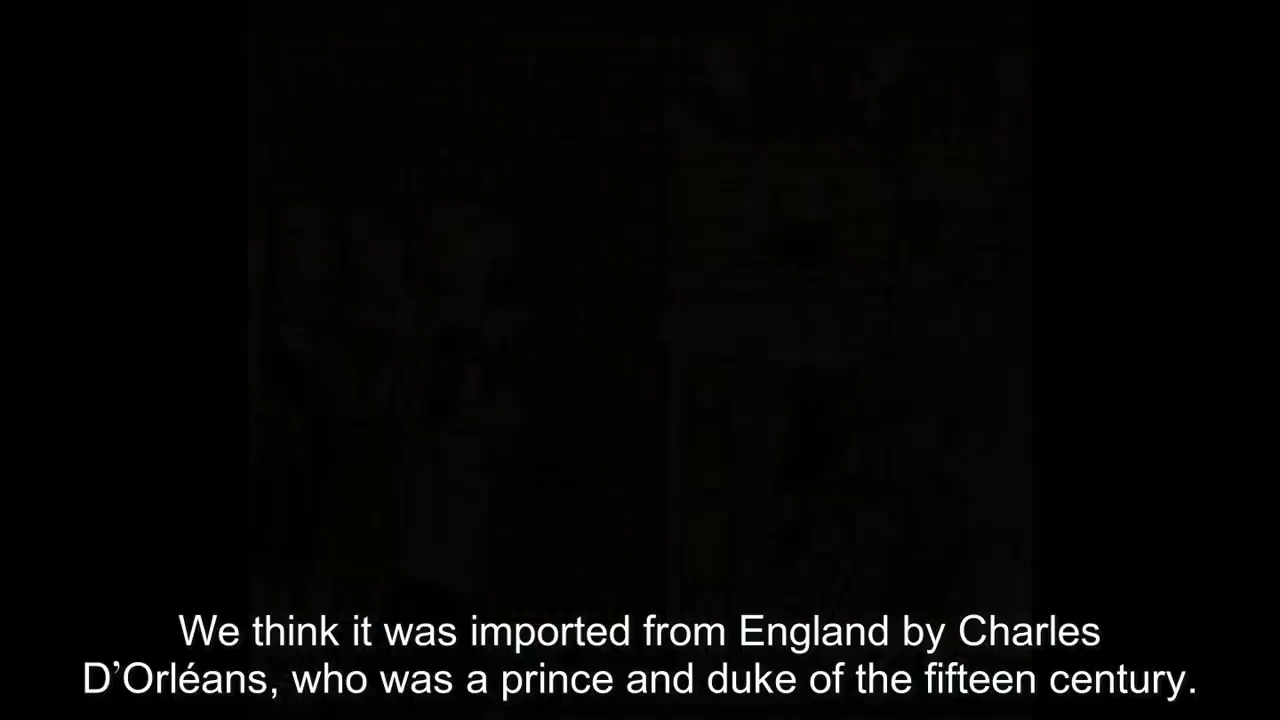 We think it was imported from England by Charles
D’Orléans, who was a prince and duke of the fifteen century.